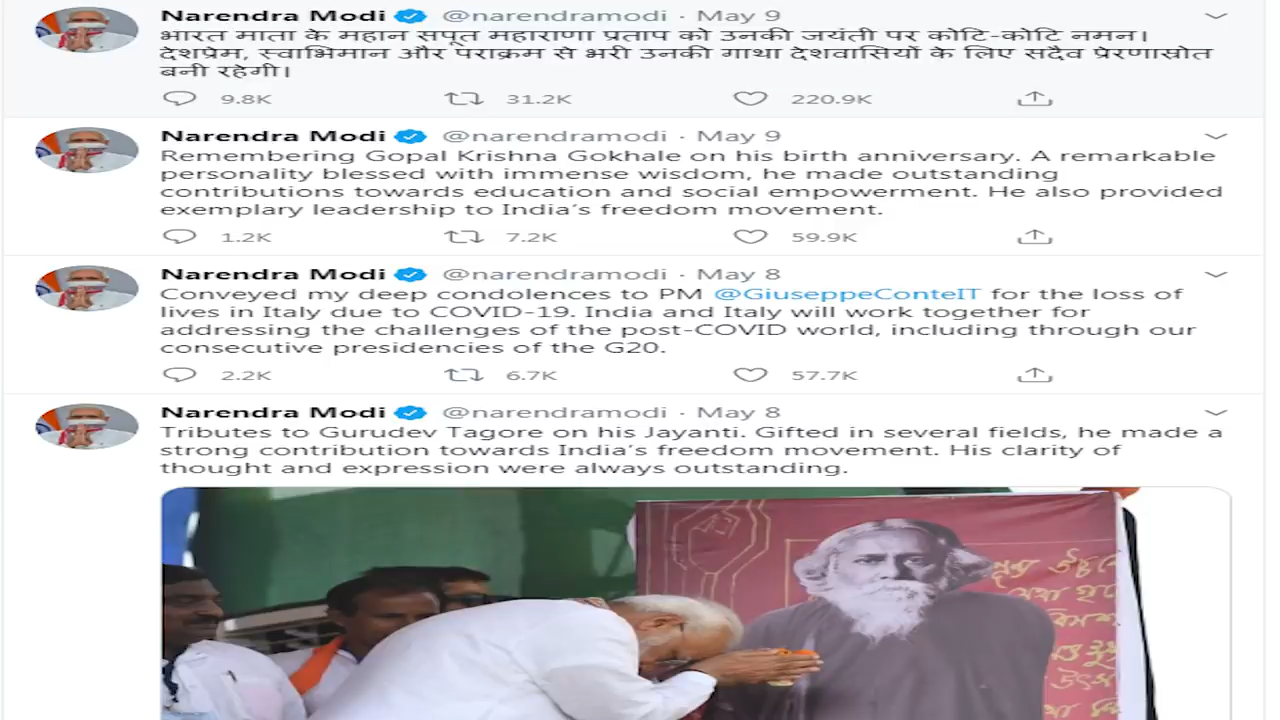 Narendra Modi @narendramodi · May 9
भारत माता के महान सपूत महाराणा प्रताप को उनकी जयंती पर कोटि-कोटि नमन।
देशप्रेम, स्वाभिमान और पराक्रम से भरी उनकी गाथा देशवासियों के लिए सदैव प्रेरणास्रोत
बनी रहेगी।
9.8K 31.2K 220.9K
Narendra Modi @narendramodi · May 9
Remembering Gopal Krishna Gokhale on his birth anniversary. A remarkable
personality blessed with immense wisdom, he made outstanding
contributions towards education and social empowerment. He also provided
exemplary leadership to India's freedom movement.
1.2K 7.2K 59.9K
Narendra Modi @narendramodi · May 8
Conveyed my deep condolences to PM @GiuseppeConteIT for the loss of
lives in Italy due to COVID-19. India and Italy will work together for
addressing the challenges of the post-COVID world, including through our
consecutive presidencies of the G20.
2.2K 6.7K 57.7K
Narendra Modi @narendramodi · May 8
Tributes to Gurudev Tagore on his Jayanti. Gifted in several fields, he made a
strong contribution towards India's freedom movement. His clarity of
thought and expression were always outstanding.